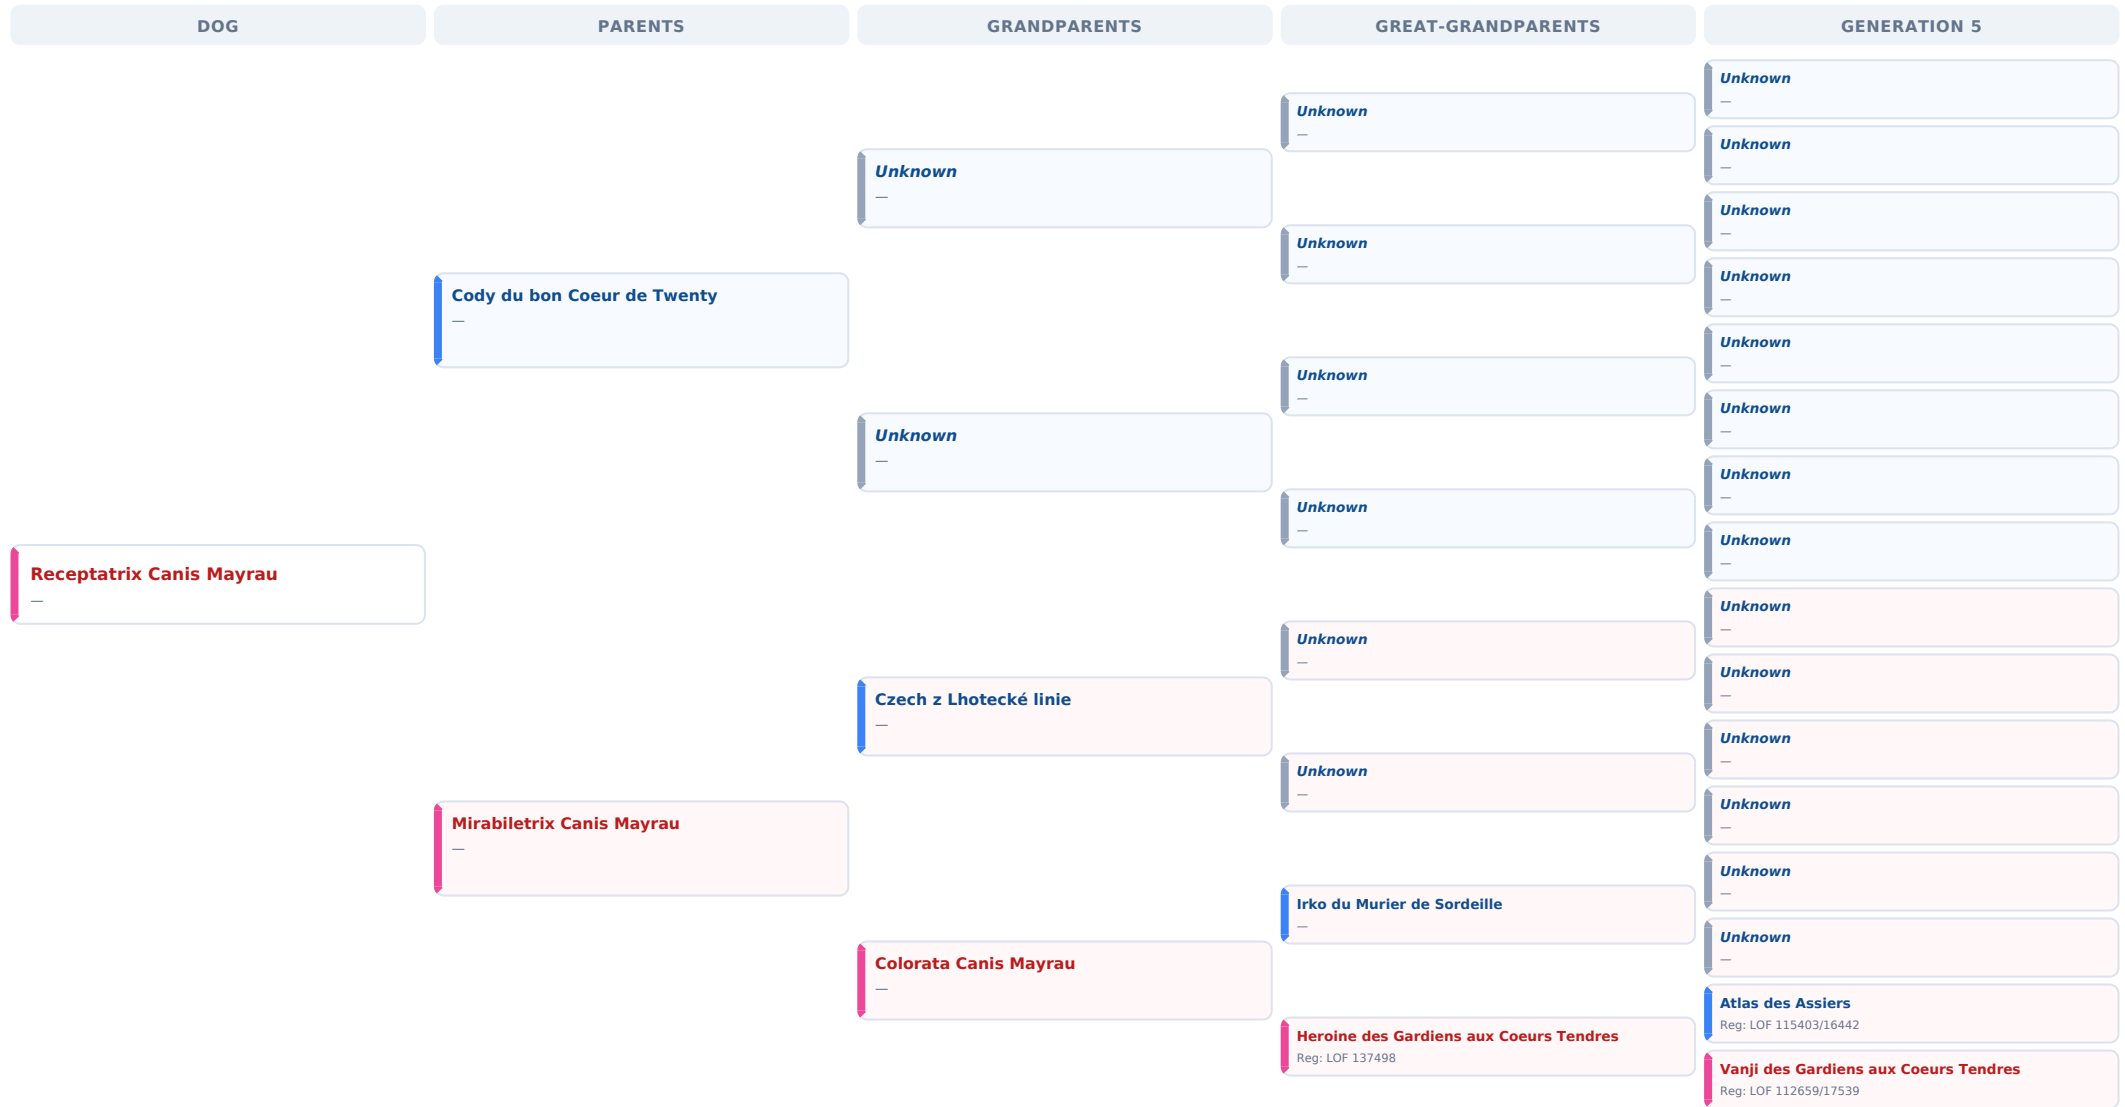 DOG
PARENTS
GRANDPARENTS
GREAT-GRANDPARENTS
GENERATION 5
Receptatrix Canis Mayrau
—
Cody du bon Coeur de Twenty
—
Mirabiletrix Canis Mayrau
—
Unknown
—
Unknown
—
Czech z Lhotecké linie
—
Colorata Canis Mayrau
—
Unknown
—
Unknown
—
Unknown
—
Unknown
—
Unknown
—
Unknown
—
Irko du Murier de Sordeille
—
Heroine des Gardiens aux Coeurs Tendres
Reg: LOF 137498
Unknown
—
Unknown
—
Unknown
—
Unknown
—
Unknown
—
Unknown
—
Unknown
—
Unknown
—
Unknown
—
Unknown
—
Unknown
—
Unknown
—
Unknown
—
Unknown
—
Atlas des Assiers
Reg: LOF 115403/16442
Vanji des Gardiens aux Coeurs Tendres
Reg: LOF 112659/17539